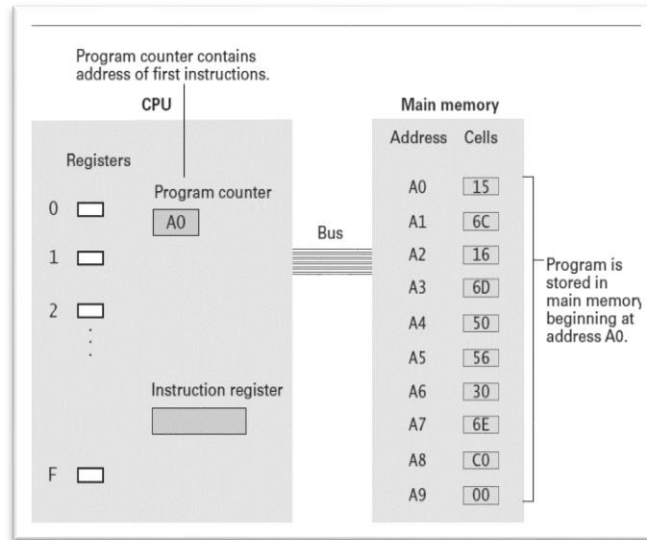 Program counter contains
address of first instructions.
CPU
Main memory
Address Cells
Registers
Program counter
A0
Bus
Instruction register
0
1
2
F
A0 15
A1 6C
A2 16
A3 6D
A4 50
A5 56
A6 30
A7 6E
A8 C0
A9 00
Program is
stored in
main memory
beginning at
address A0.